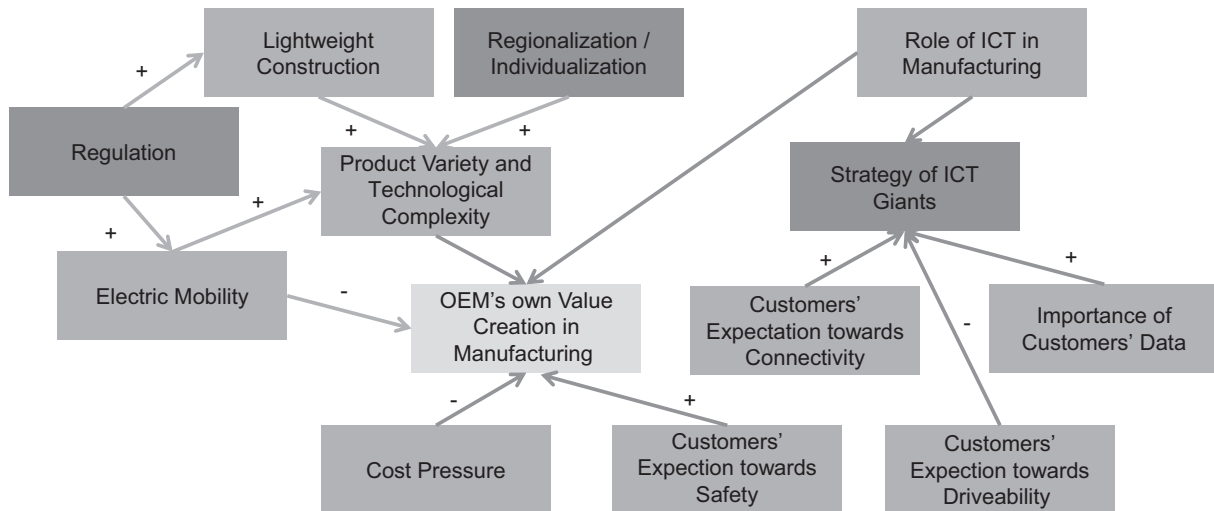 Lightweight
Construction
Regionalization /
Individualization
Role of ICT in
Manufacturing
+
Regulation
+
+
Product Variety and
Technological
Complexity
Strategy of ICT
Giants
+
+
Electric Mobility
-
OEM's own Value
Creation in
Manufacturing
+
Customers'
Expectation towards
Connectivity
-
+
Importance of
Customers' Data
-
+
Cost Pressure
Customers'
Expection towards
Safety
Customers'
Expection towards
Driveability